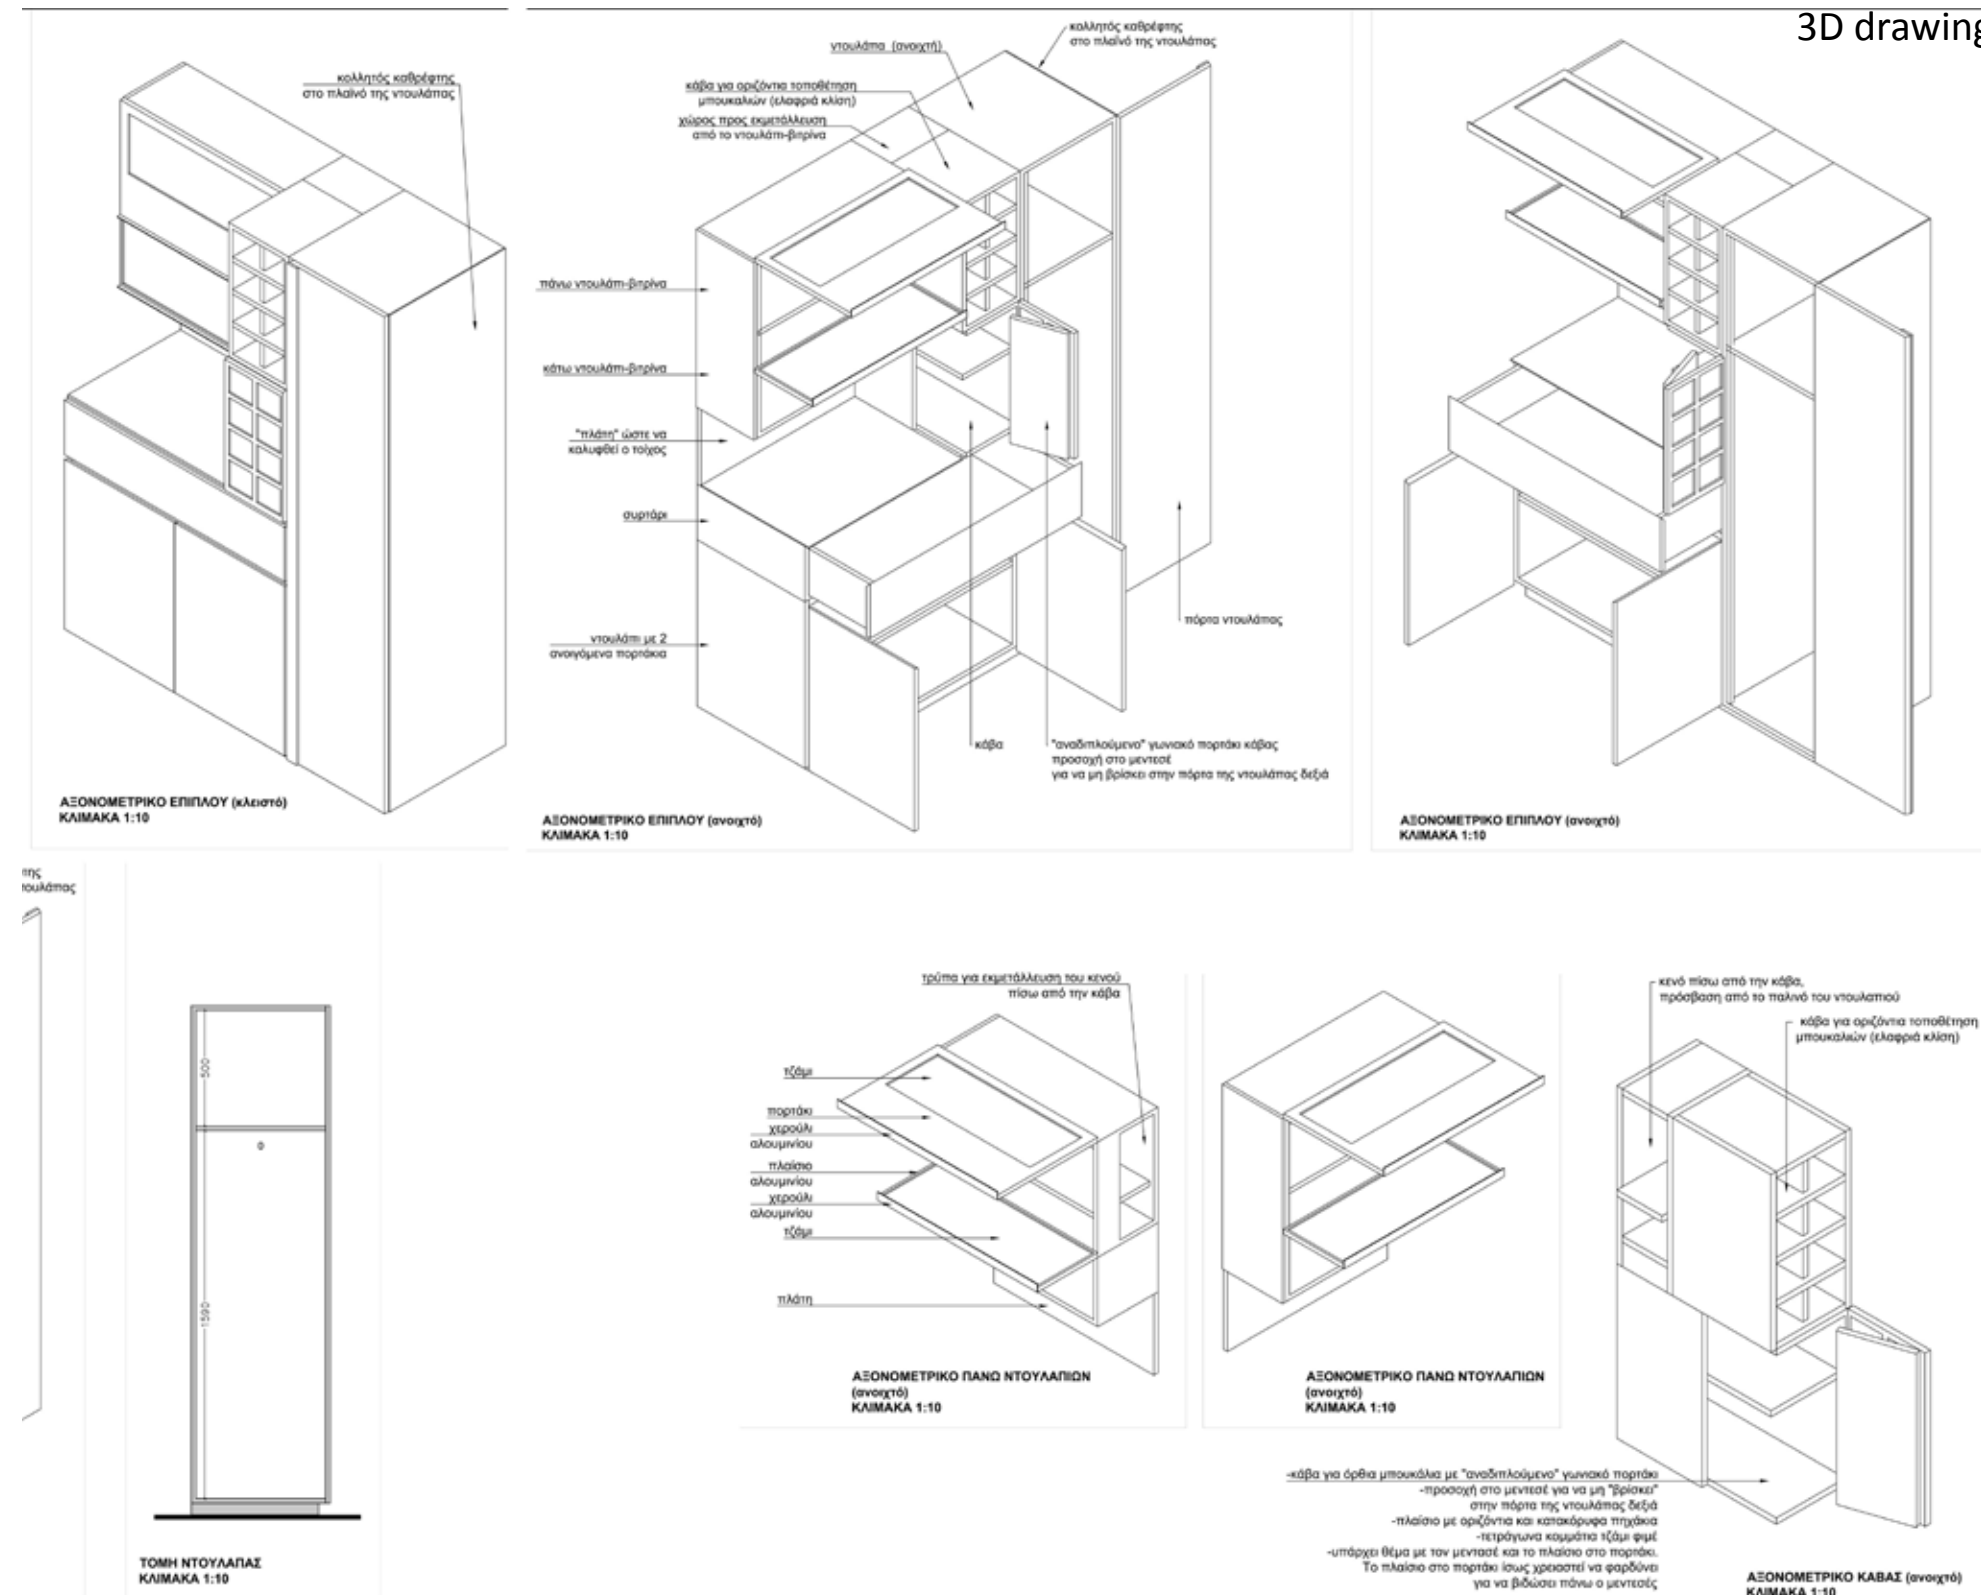 3D drawing
κολλητός καθρέφτης
στο πλαϊνό της ντουλάπας
ΑΞΟΝΟΜΕΤΡΙΚΟ ΕΠΙΠΛΟΥ (κλειστό)
ΚΛΙΜΑΚΑ 1:10
κολλητός καθρέφτης
στο πλαϊνό της ντουλάπας
ντουλάπα (ανοιχτή)
κάβα για οριζόντια τοποθέτηση
μπουκαλιών (ελαφριά κλίση)
χώρος προς εκμετάλλευση
από το ντουλάπι-βιτρίνα
πάνω ντουλάπι-βιτρίνα
κάτω ντουλάπι-βιτρίνα
"πλάτη" ώστε να
καλυφθεί ο τοίχος
συρτάρι
ντουλάπι με 2
ανοιγόμενα πορτάκια
πόρτα ντουλάπας
κάβα
"αναδιπλούμενο" γωνιακό πορτάκι κάβας
προσοχή στο μεντεσέ
για να μη βρίσκει στην πόρτα της ντουλάπας δεξιά
ΑΞΟΝΟΜΕΤΡΙΚΟ ΕΠΙΠΛΟΥ (ανοιχτό)
ΚΛΙΜΑΚΑ 1:10
ΑΞΟΝΟΜΕΤΡΙΚΟ ΕΠΙΠΛΟΥ (ανοιχτό)
ΚΛΙΜΑΚΑ 1:10
της
τουλάπας
500
1590
ΤΟΜΗ ΝΤΟΥΛΑΠΑΣ
ΚΛΙΜΑΚΑ 1:10
τρύπα για εκμετάλλευση του κενού
πίσω από την κάβα
τζάμι
πορτάκι
χερούλι
αλουμινίου
πλαίσιο
αλουμινίου
χερούλι
αλουμινίου
τζάμι
πλάτη
ΑΞΟΝΟΜΕΤΡΙΚΟ ΠΑΝΩ ΝΤΟΥΛΑΠΙΩΝ
(ανοιχτό)
ΚΛΙΜΑΚΑ 1:10
ΑΞΟΝΟΜΕΤΡΙΚΟ ΠΑΝΩ ΝΤΟΥΛΑΠΙΩΝ
(ανοιχτό)
ΚΛΙΜΑΚΑ 1:10
κενό πίσω από την κάβα,
πρόσβαση από το παλινό του ντουλαπιού
κάβα για οριζόντια τοποθέτηση
μπουκαλιών (ελαφριά κλίση)
-κάβα για όρθια μπουκάλια με "αναδιπλούμενο" γωνιακό πορτάκι
-προσοχή στο μεντεσέ για να μη "βρίσκει"
στην πόρτα της ντουλάπας δεξιά
-πλαίσιο με οριζόντια και κατακόρυφα πηχάκια
-τετράγωνα κομμάτια τζάμι φιμέ
-υπάρχει θέμα με τον μεντεσέ και το πλαίσιο στο πορτάκι.
Το πλαίσιο στο πορτάκι ίσως χρειαστεί να φαρδύνει
για να βιδώσει πάνω ο μεντεσές
ΑΞΟΝΟΜΕΤΡΙΚΟ ΚΑΒΑΣ (ανοιχτό)
ΚΛΙΜΑΚΑ 1:10